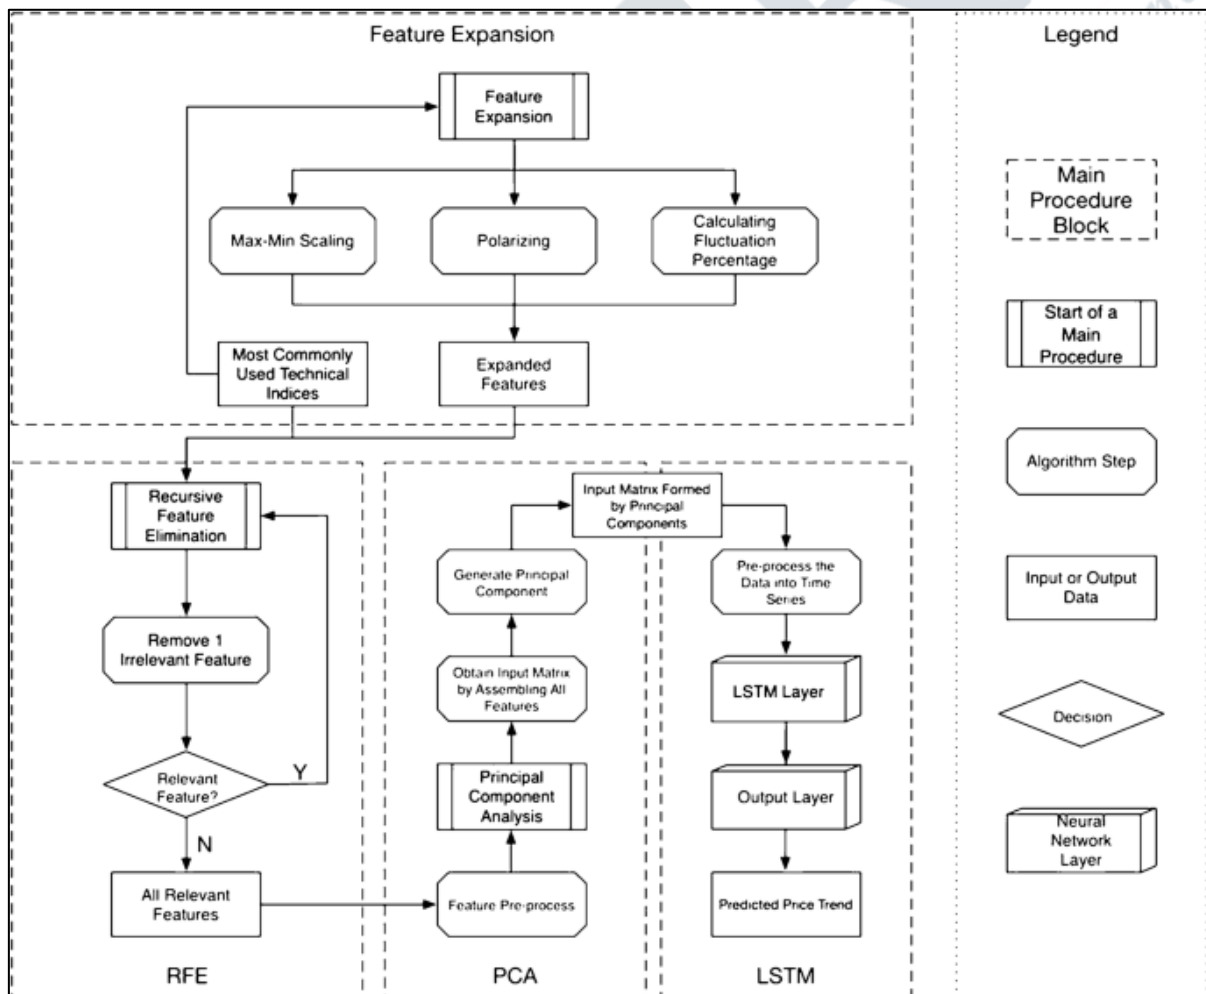 Feature Expansion
Feature
Expansion
Max-Min Scaling
Polarizing
Calculating
Fluctuation
Percentage
Most Commonly
Used Technical
Indices
Expanded
Features
Recursive
Feature
Elimination
Remove 1
Irrelevant Feature
Relevant
Feature?
Y
N
All Relevant
Features
RFE
Input Matrix Formed
by Principal
Components
Generate Principal
Component
Obtain Input Matrix
by Assembling All
Features
Principal
Component
Analysis
Feature Pre-process
PCA
Pre-process the
Data into Time
Series
LSTM Layer
Output Layer
Predicted Price Trend
LSTM
Legend
Main
Procedure
Block
Start of a
Main
Procedure
Algorithm Step
Input or Output
Data
Decision
Neural
Network
Layer